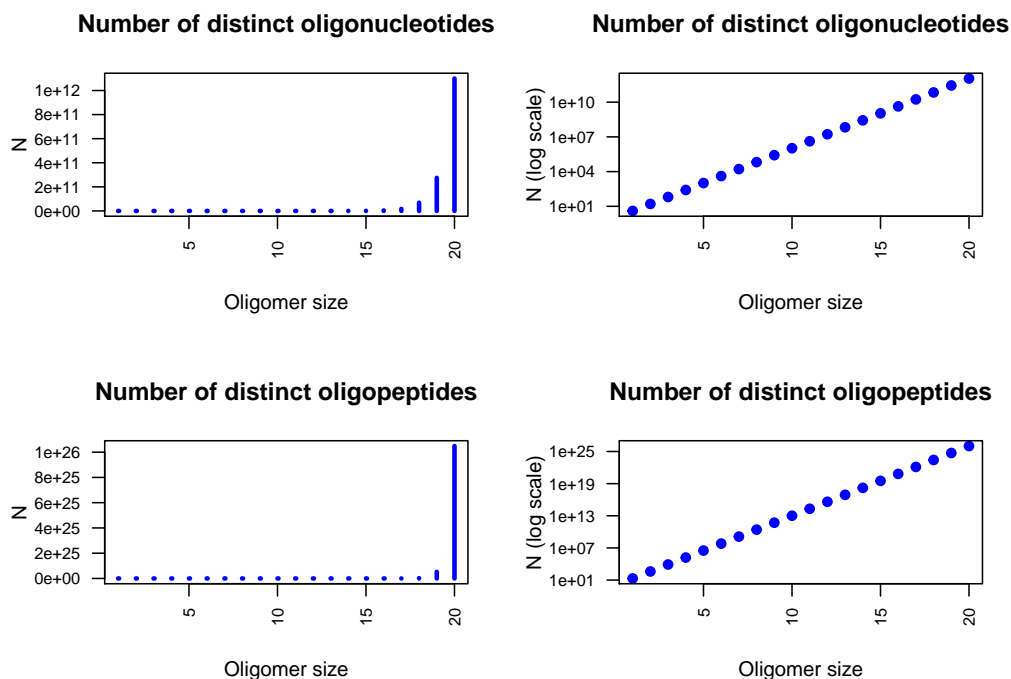 Number of distinct oligonucleotides
N
1e+12
8e+11
6e+11
4e+11
2e+11
0e+00
5
10
15
20
Oligomer size
Number of distinct oligonucleotides
N (log scale)
1e+10
1e+07
1e+04
1e+01
5
10
15
20
Oligomer size
Number of distinct oligopeptides
N
1e+26
8e+25
6e+25
4e+25
2e+25
0e+00
5
10
15
20
Oligomer size
Number of distinct oligopeptides
N (log scale)
1e+25
1e+19
1e+13
1e+07
1e+01
5
10
15
20
Oligomer size